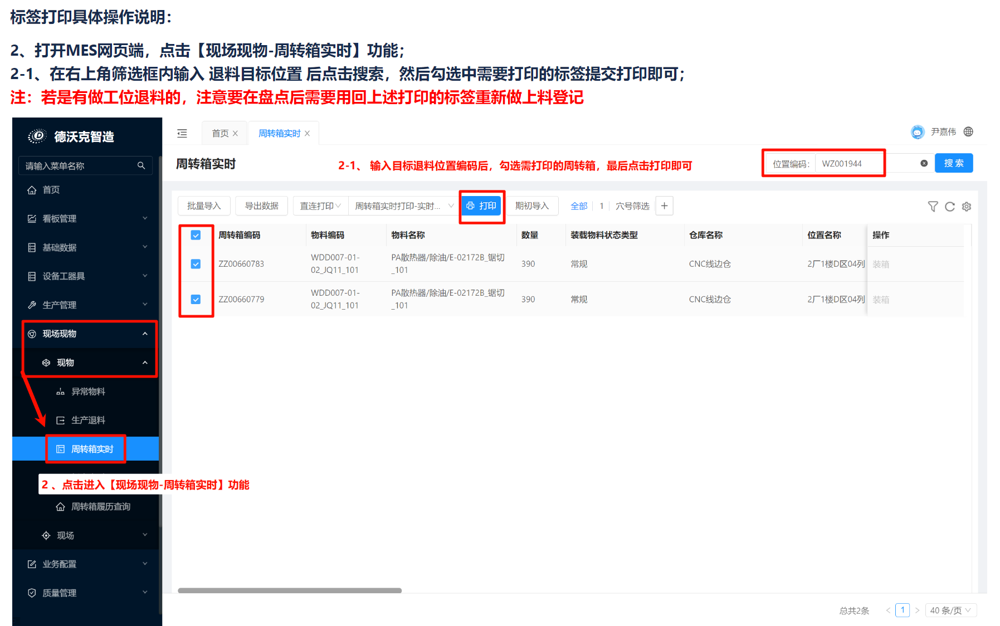 标签打印具体操作说明：
2、打开MES网页端，点击【现场现物-周转箱实时】功能；
2-1、在右上角筛选框内输入 退料目标位置 后点击搜索，然后勾选中需要打印的标签提交打印即可；
注：若是有做工位退料的，注意要在盘点后需要用回上述打印的标签重新做上料登记
德沃克智造
首页
周转箱实时
尹嘉伟
请输入菜单名称
周转箱实时
2-1、 输入目标退料位置编码后，勾选需打印的周转箱，最后点击打印即可
位置编码：
WZ001944
搜 索
首页
看板管理
基础数据
设备工器具
生产管理
现场现物
现物
异常物料
生产退料
周转箱实时
2 、点击进入【现场现物-周转箱实时】功能
周转箱履历查询
现场
业务配置
质量管理
批量导入
导出数据
直连打印
周转箱实时打印-实时...
打印
期初导入
全部
1
穴号筛选
周转箱编码
物料编码
物料名称
数量
装载物料状态类型
仓库名称
位置名称
操作
ZZ00660783
WDD007-01-
02_JQ11_101
PA散热器/除油/E-02172B_锯切
_101
390
常规
CNC线边仓
2厂1楼D区04列
装箱
ZZ00660779
WDD007-01-
02_JQ11_101
PA散热器/除油/E-02172B_锯切
_101
390
常规
CNC线边仓
2厂1楼D区04列
装箱
总共2条
1
40 条/页